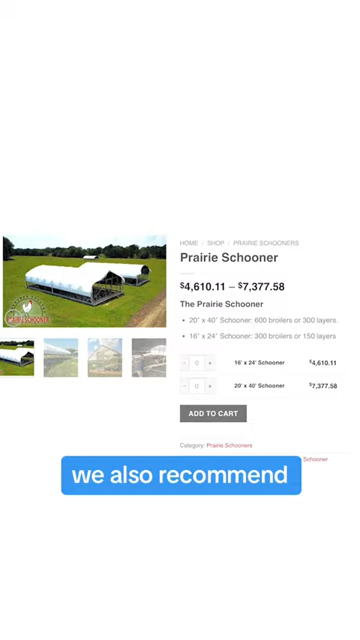 HOME / SHOP / PRAIRIE SCHOONERS
Prairie Schooner
$4,610.11 – $7,377.58
The Prairie Schooner
• 20' x 40' Schooner: 600 broilers or 300 layers.
• 16' x 24' Schooner: 300 broilers or 150 layers
- 0 + 16' x 24' Schooner $4,610.11
- 0 + 20' x 40' Schooner $7,377.58
ADD TO CART
Category: Prairie Schooners
Schooner
we also recommend